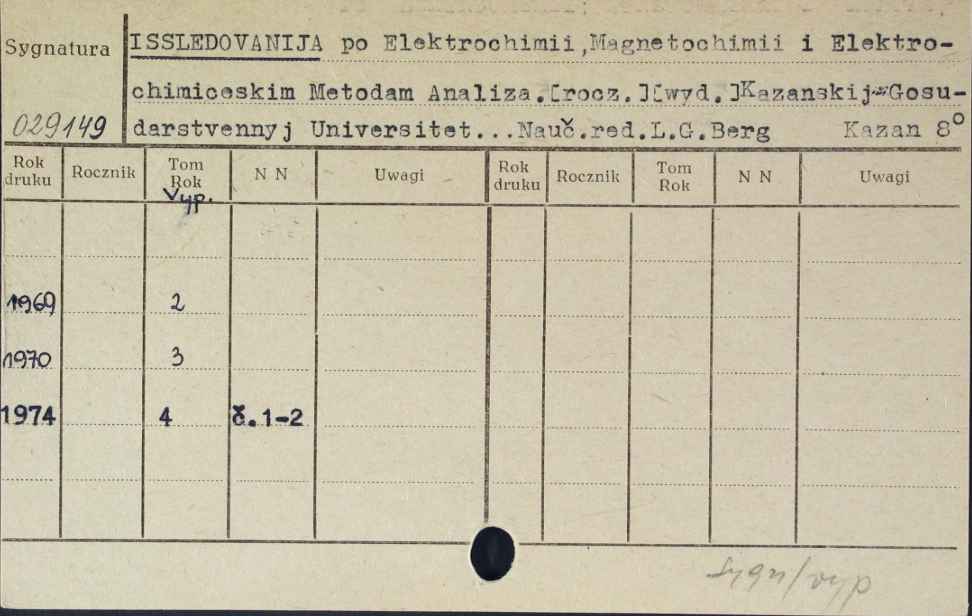 Sygnatura
ISSLEDOVANIJA po Elektrochimii,Magnetochimii i Elektro-
chimiceskim Metodam Analiza.[rocz.][wyd.]Kazanskij-Gosu-
029149 darstvennyj Universitet...Nauč.red.L.G.Berg Kazan 8°
Rok druku Rocznik Tom Rok N N Uwagi Rok druku Rocznik Tom Rok N N Uwagi
Vyp.
1969 2
1970 3
1974 4 č.1-2
sygn/wyp